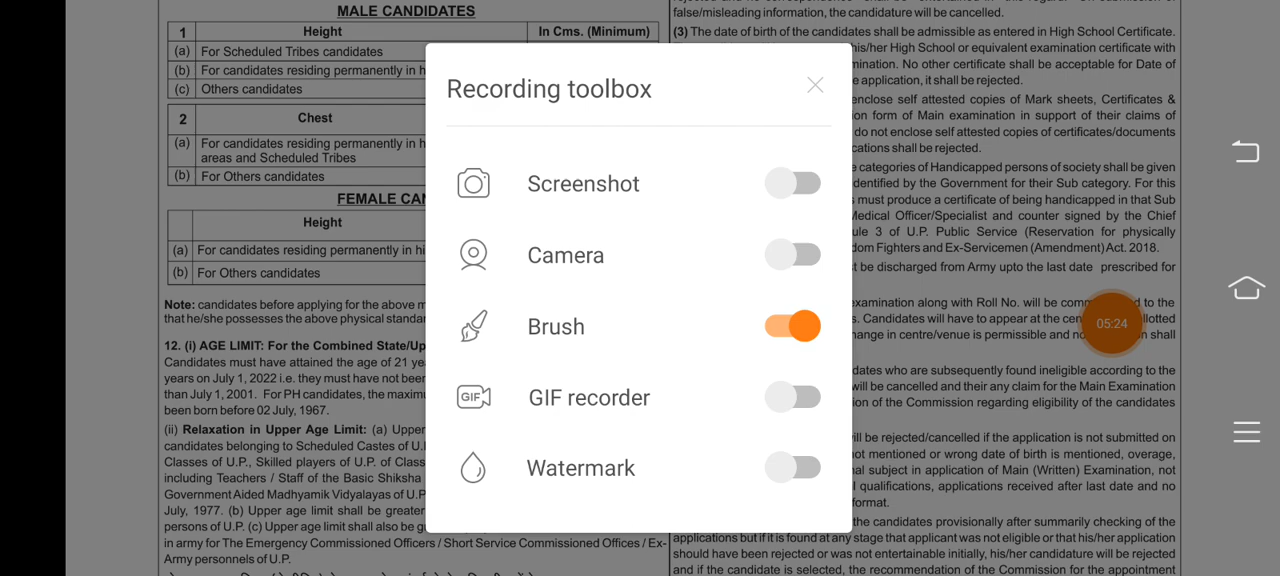 MALE CANDIDATES
1 Height In Cms. (Minimum)
(a) For Scheduled Tribes candidates
(b) For candidates residing permanently in h
(c) Others candidates
2 Chest
(a) For candidates residing permanently in h
areas and Scheduled Tribes
(b) For Others candidates
FEMALE CAN
Height
(a) For candidates residing permanently in hi
(b) For Others candidates
Note: candidates before applying for the above m
that he/she possesses the above physical standa
12. (i) AGE LIMIT: For the Combined State/Up
Candidates must have attained the age of 21 ye
years on July 1, 2022 i.e. they must have not been
than July 1, 2001. For PH candidates, the maximu
been born before 02 July, 1967.
(ii) Relaxation in Upper Age Limit: (a) Upper
candidates belonging to Scheduled Castes of U.
Classes of U.P., Skilled players of U.P. of Class
including Teachers / Staff of the Basic Shiksha
Government Aided Madhyamik Vidyalayas of U.P
July, 1977. (b) Upper age limit shall be greater
persons of U.P. (c) Upper age limit shall also be g
in army for The Emergency Commissioned Officers / Short Service Commissioned Officers / Ex-
Army personnels of U.P.
Recording toolbox
Screenshot
Camera
Brush
GIF GIF recorder
Watermark
false/misleading information, the candidature will be cancelled.
(3) The date of birth of the candidates shall be admissible as entered in High School Certificate.
his/her High School or equivalent examination certificate with
mination. No other certificate shall be acceptable for Date of
e application, it shall be rejected.
enclose self attested copies of Mark sheets, Certificates &
on form of Main examination in support of their claims of
do not enclose self attested copies of certificates/documents
cations shall be rejected.
e categories of Handicapped persons of society shall be given
dentified by the Government for their Sub category. For this
must produce a certificate of being handicapped in that Sub
Medical Officer/Specialist and counter signed by the Chief
ule 3 of U.P. Public Service (Reservation for physically
dom Fighters and Ex-Servicemen (Amendment) Act. 2018.
t be discharged from Army upto the last date prescribed for
examination along with Roll No. will be com d to the
s. Candidates will have to appear at the cen llotted
hange in centre/venue is permissible and no n shall
05:24
dates who are subsequently found ineligible according to the
will be cancelled and their any claim for the Main Examination
ion of the Commission regarding eligibility of the candidates
ill be rejected/cancelled if the application is not submitted on
ot mentioned or wrong date of birth is mentioned, overage,
al subject in application of Main (Written) Examination, not
l qualifications, applications received after last date and no
format.
the candidates provisionally after summarily checking of the
applications but if it is found at any stage that applicant was not eligible or that his/her application
should have been rejected or was not entertainable initially, his/her candidature will be rejected
and if the candidate is selected, the recommendation of the Commission for the appointment